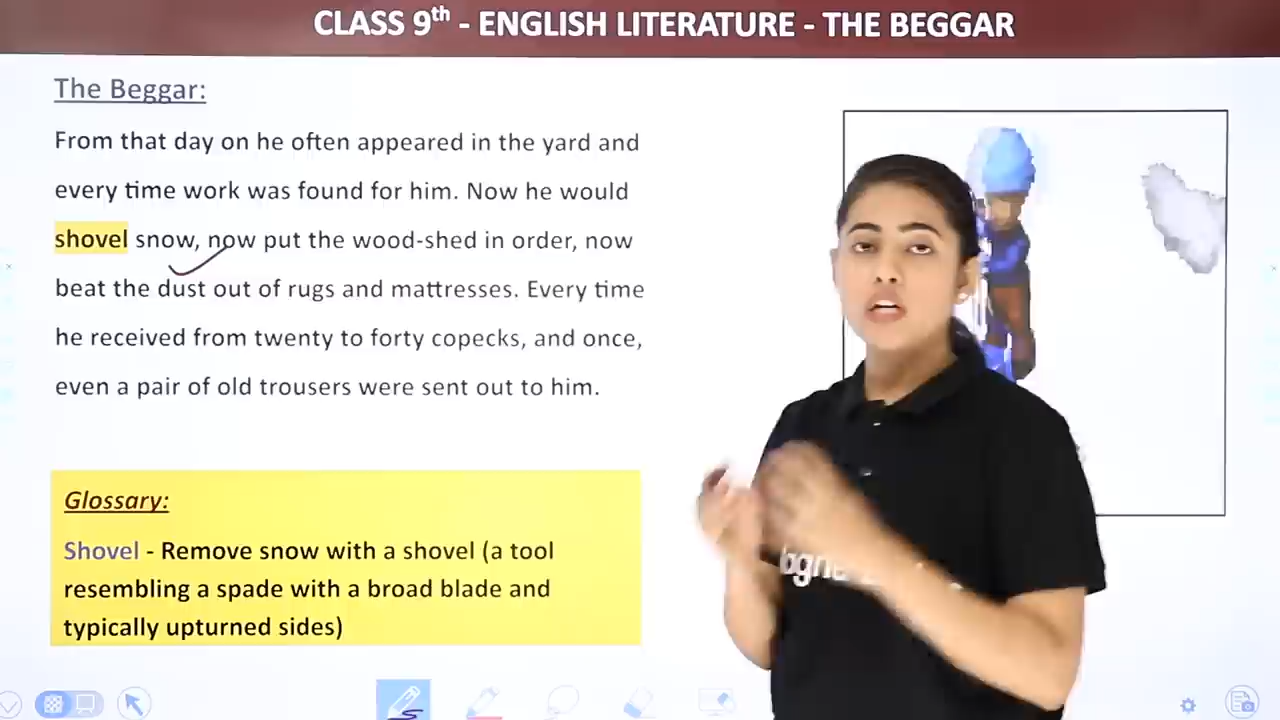 CLASS 9th - ENGLISH LITERATURE - THE BEGGAR
The Beggar:
From that day on he often appeared in the yard and
every time work was found for him. Now he would
shovel snow, now put the wood-shed in order, now
beat the dust out of rugs and mattresses. Every time
he received from twenty to forty copecks, and once,
even a pair of old trousers were sent out to him.
Glossary:
Shovel - Remove snow with a shovel (a tool
resembling a spade with a broad blade and
typically upturned sides)